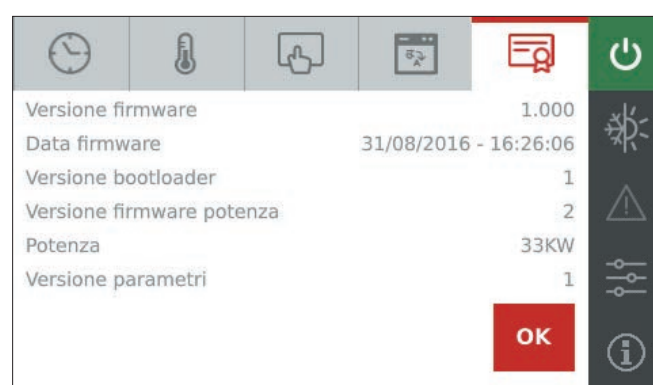 Versione firmware 1.000
Data firmware 31/08/2016 - 16:26:06
Versione bootloader 1
Versione firmware potenza 2
Potenza 33KW
Versione parametri 1
OK